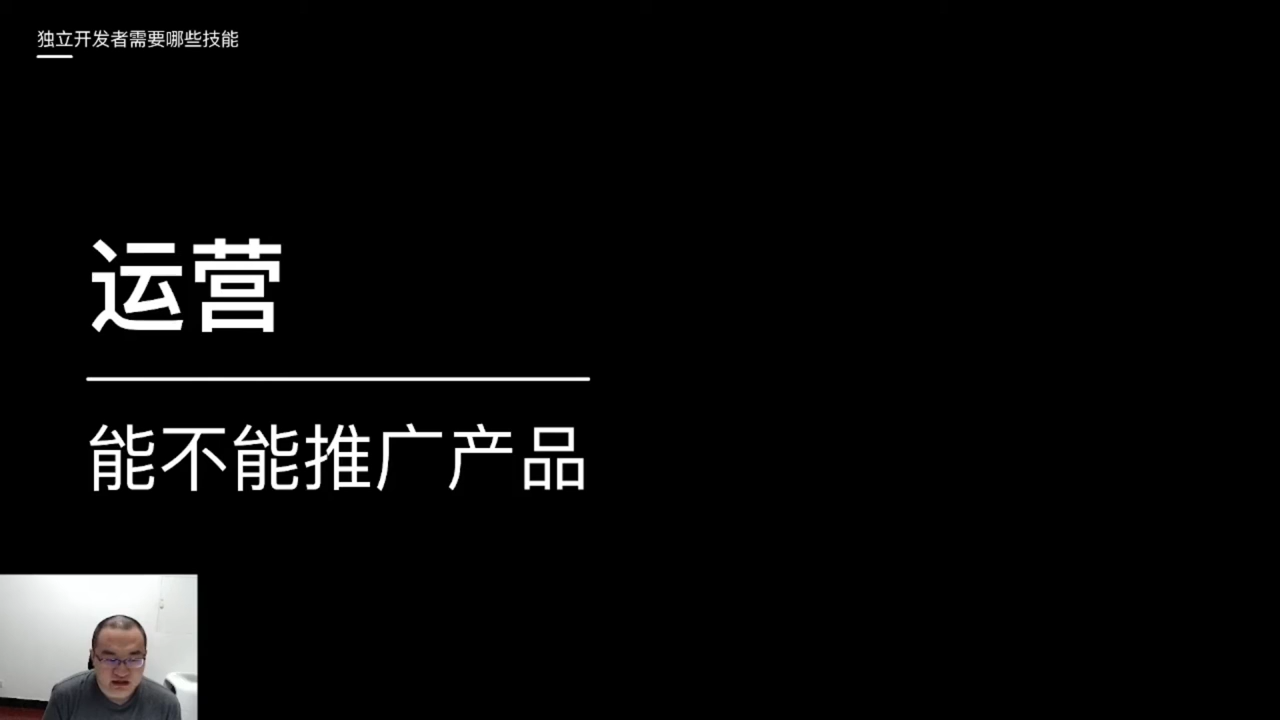 独立开发者需要哪些技能
运营
能不能推广产品